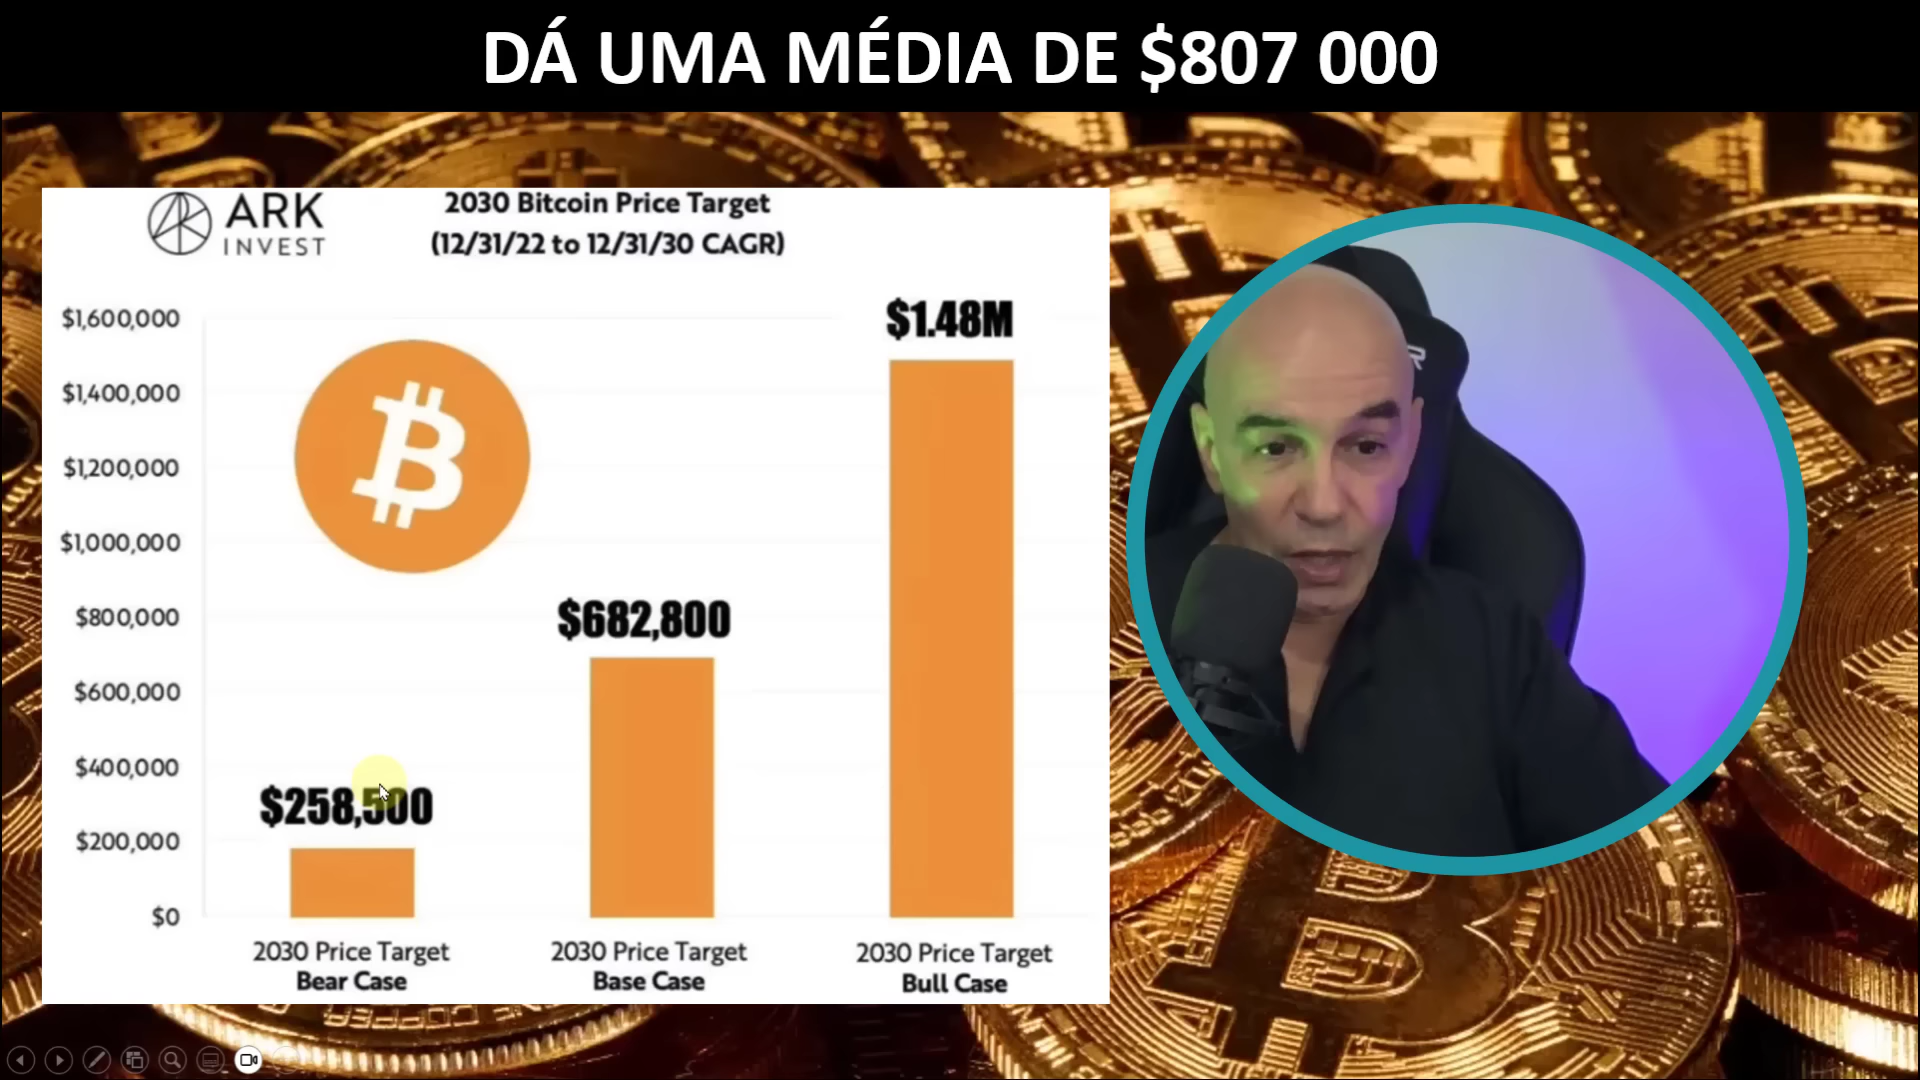 DÁ UMA MÉDIA DE $807 000
ARK
INVEST
2030 Bitcoin Price Target
(12/31/22 to 12/31/30 CAGR)
$1,600,000
$1,400,000
$1,200,000
$1,000,000
$800,000
$600,000
$400,000
$200,000
$0
$258,500
$682,800
$1.48M
2030 Price Target
Bear Case
2030 Price Target
Base Case
2030 Price Target
Bull Case